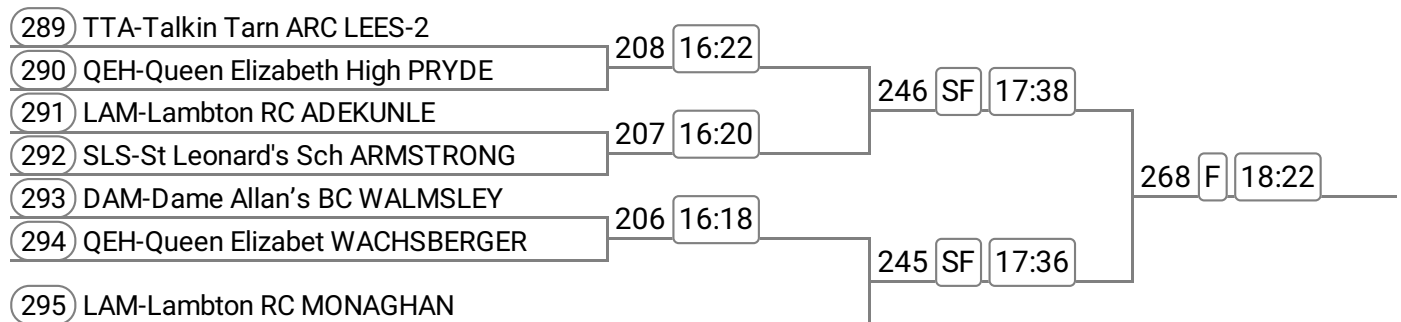 289 TTA-Talkin Tarn ARC LEES-2
208 16:22
290 QEH-Queen Elizabeth High PRYDE
246 SF 17:38
291 LAM-Lambton RC ADEKUNLE
207 16:20
292 SLS-St Leonard's Sch ARMSTRONG
268 F 18:22
293 DAM-Dame Allan’s BC WALMSLEY
206 16:18
294 QEH-Queen Elizabet WACHSBERGER
245 SF 17:36
295 LAM-Lambton RC MONAGHAN